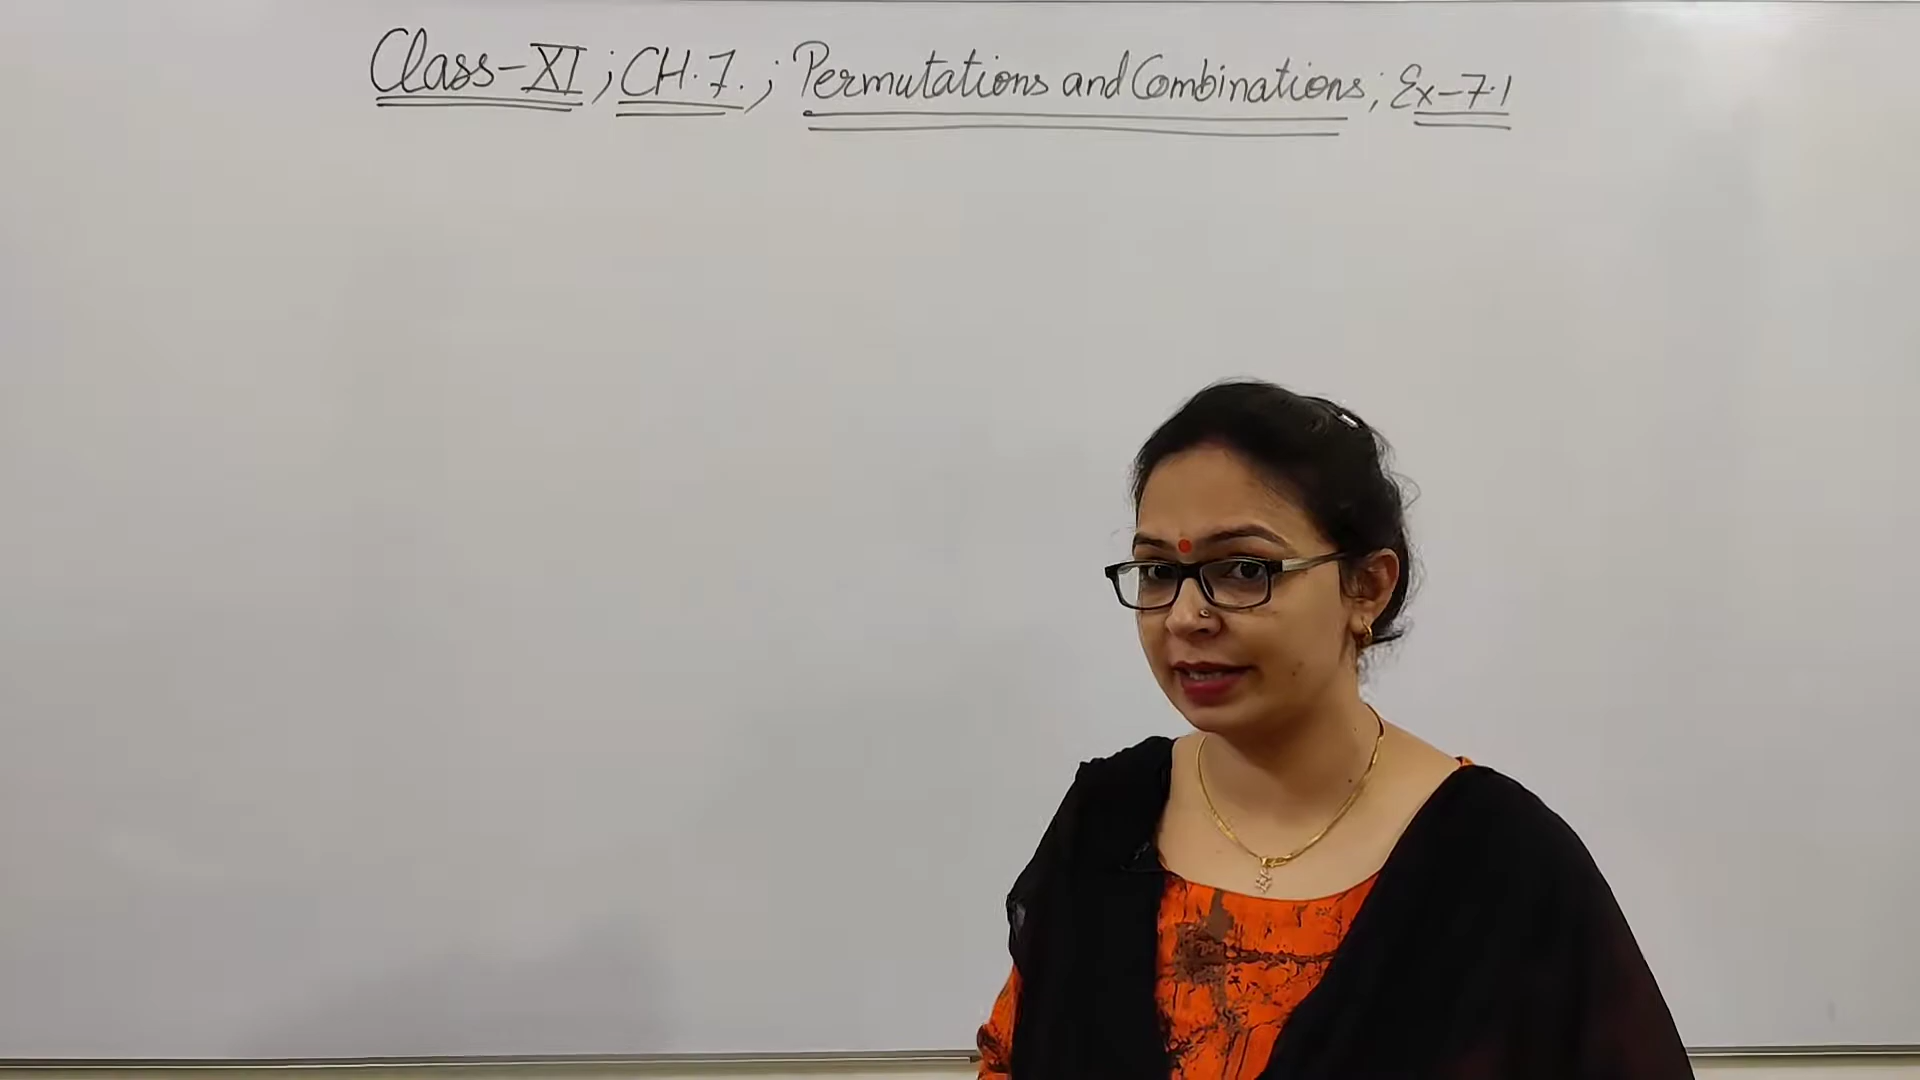 Class-XI; CH.7.; Permutations and Combinations; Ex-7.1